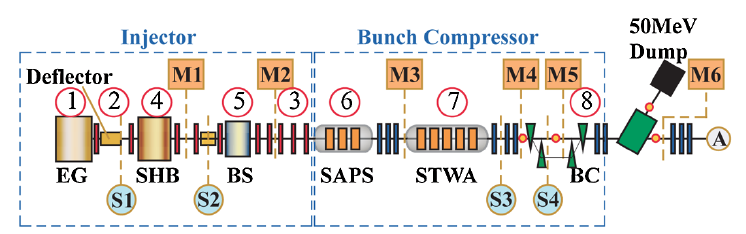 Injector
Bunch Compressor
50MeV
Dump
Deflector
M1
M2
M3
M4
M5
M6
1
2
4
5
3
6
7
8
A
EG
SHB
BS
SAPS
STWA
BC
S1
S2
S3
S4